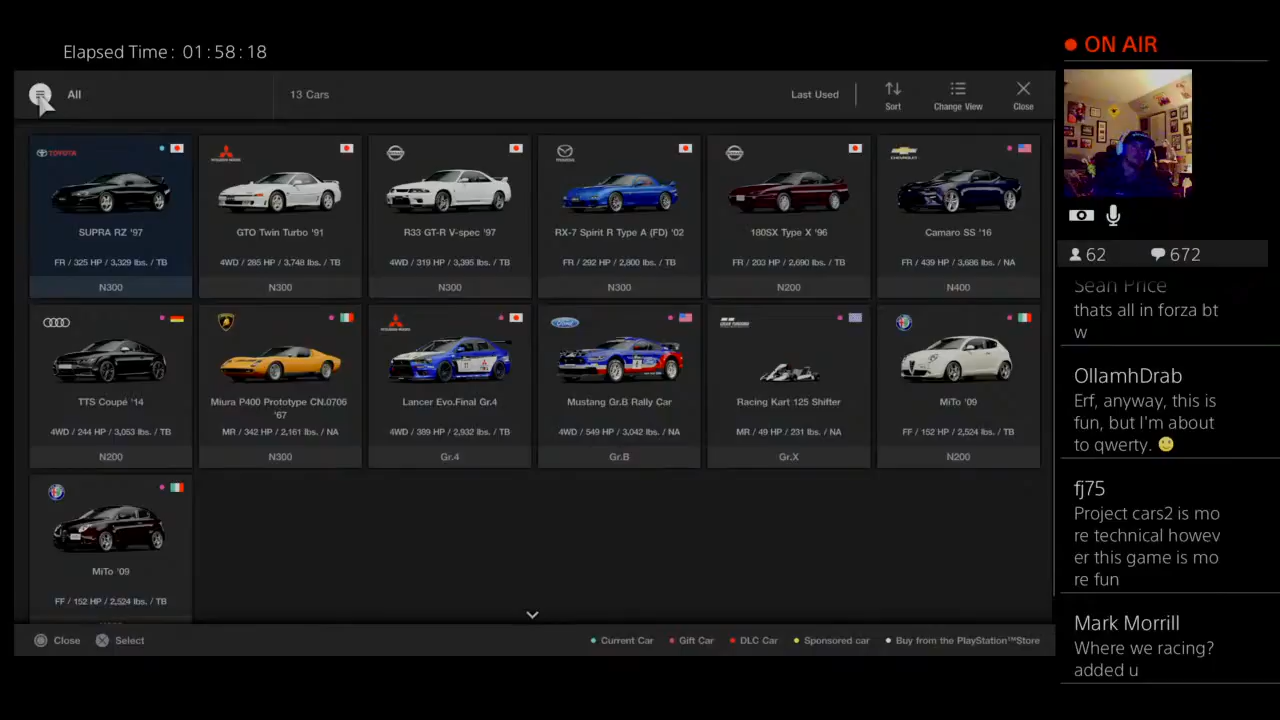 Elapsed Time: 01:58:18
ON AIR
All
13 Cars
Last Used
Sort
Change View
Close
TOYOTA
SUPRA RZ '97
FR / 325 HP / 3,329 lbs. / TB
N300
GTO Twin Turbo '91
4WD / 285 HP / 3,748 lbs. / TB
N300
R33 GT-R V-spec '97
4WD / 319 HP / 3,395 lbs. / TB
N300
RX-7 Spirit R Type A (FD) '02
FR / 292 HP / 2,800 lbs. / TB
N300
180SX Type X '96
FR / 203 HP / 2,690 lbs. / TB
N200
CHEVROLET
Camaro SS '16
FR / 439 HP / 3,686 lbs. / NA
N400
TTS Coupé '14
4WD / 244 HP / 3,053 lbs. / TB
N200
Miura P400 Prototype CN.0706
'67
MR / 342 HP / 2,161 lbs. / NA
N300
Lancer Evo.Final Gr.4
4WD / 389 HP / 2,932 lbs. / TB
Gr.4
Ford
Mustang Gr.B Rally Car
4WD / 549 HP / 3,042 lbs. / NA
Gr.B
Racing Kart 125 Shifter
MR / 49 HP / 231 lbs. / NA
Gr.X
MiTo '09
FF / 152 HP / 2,524 lbs. / TB
N200
MiTo '09
FF / 152 HP / 2,524 lbs. / TB
Close
Select
Current Car
Gift Car
DLC Car
Sponsored car
Buy from the PlayStation™Store
62
672
Sean Price
thats all in forza bt
w
OllamhDrab
Erf, anyway, this is
fun, but I'm about
to qwerty.
fj75
Project cars2 is mo
re technical howev
er this game is mo
re fun
Mark Morrill
Where we racing?
added u